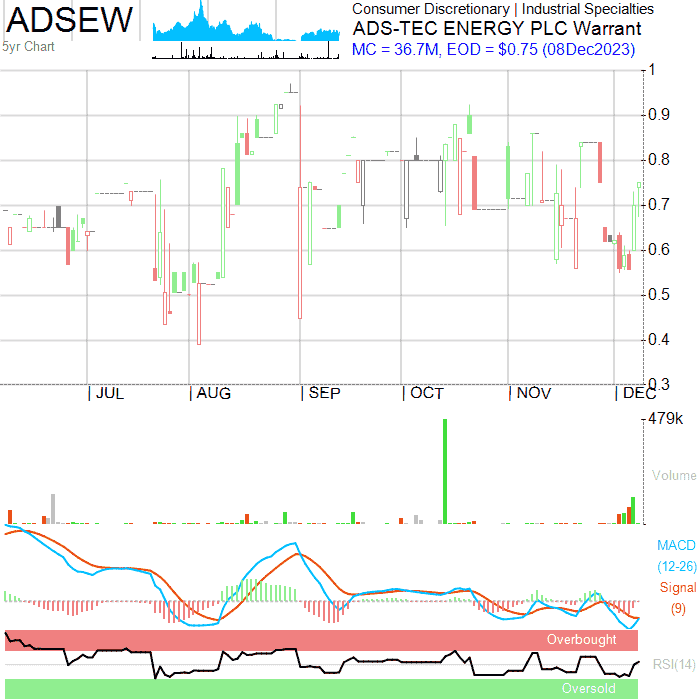 ADSEW
5yr Chart
Consumer Discretionary | Industrial Specialties
ADS-TEC ENERGY PLC Warrant
MC = 36.7M, EOD = $0.75 (08Dec2023)
1
0.9
0.8
0.7
0.6
0.5
0.4
0.3
| JUL | AUG | SEP | OCT | NOV | DEC
479k
Volume
MACD
(12-26)
Signal
(9)
Overbought
RSI(14)
Oversold